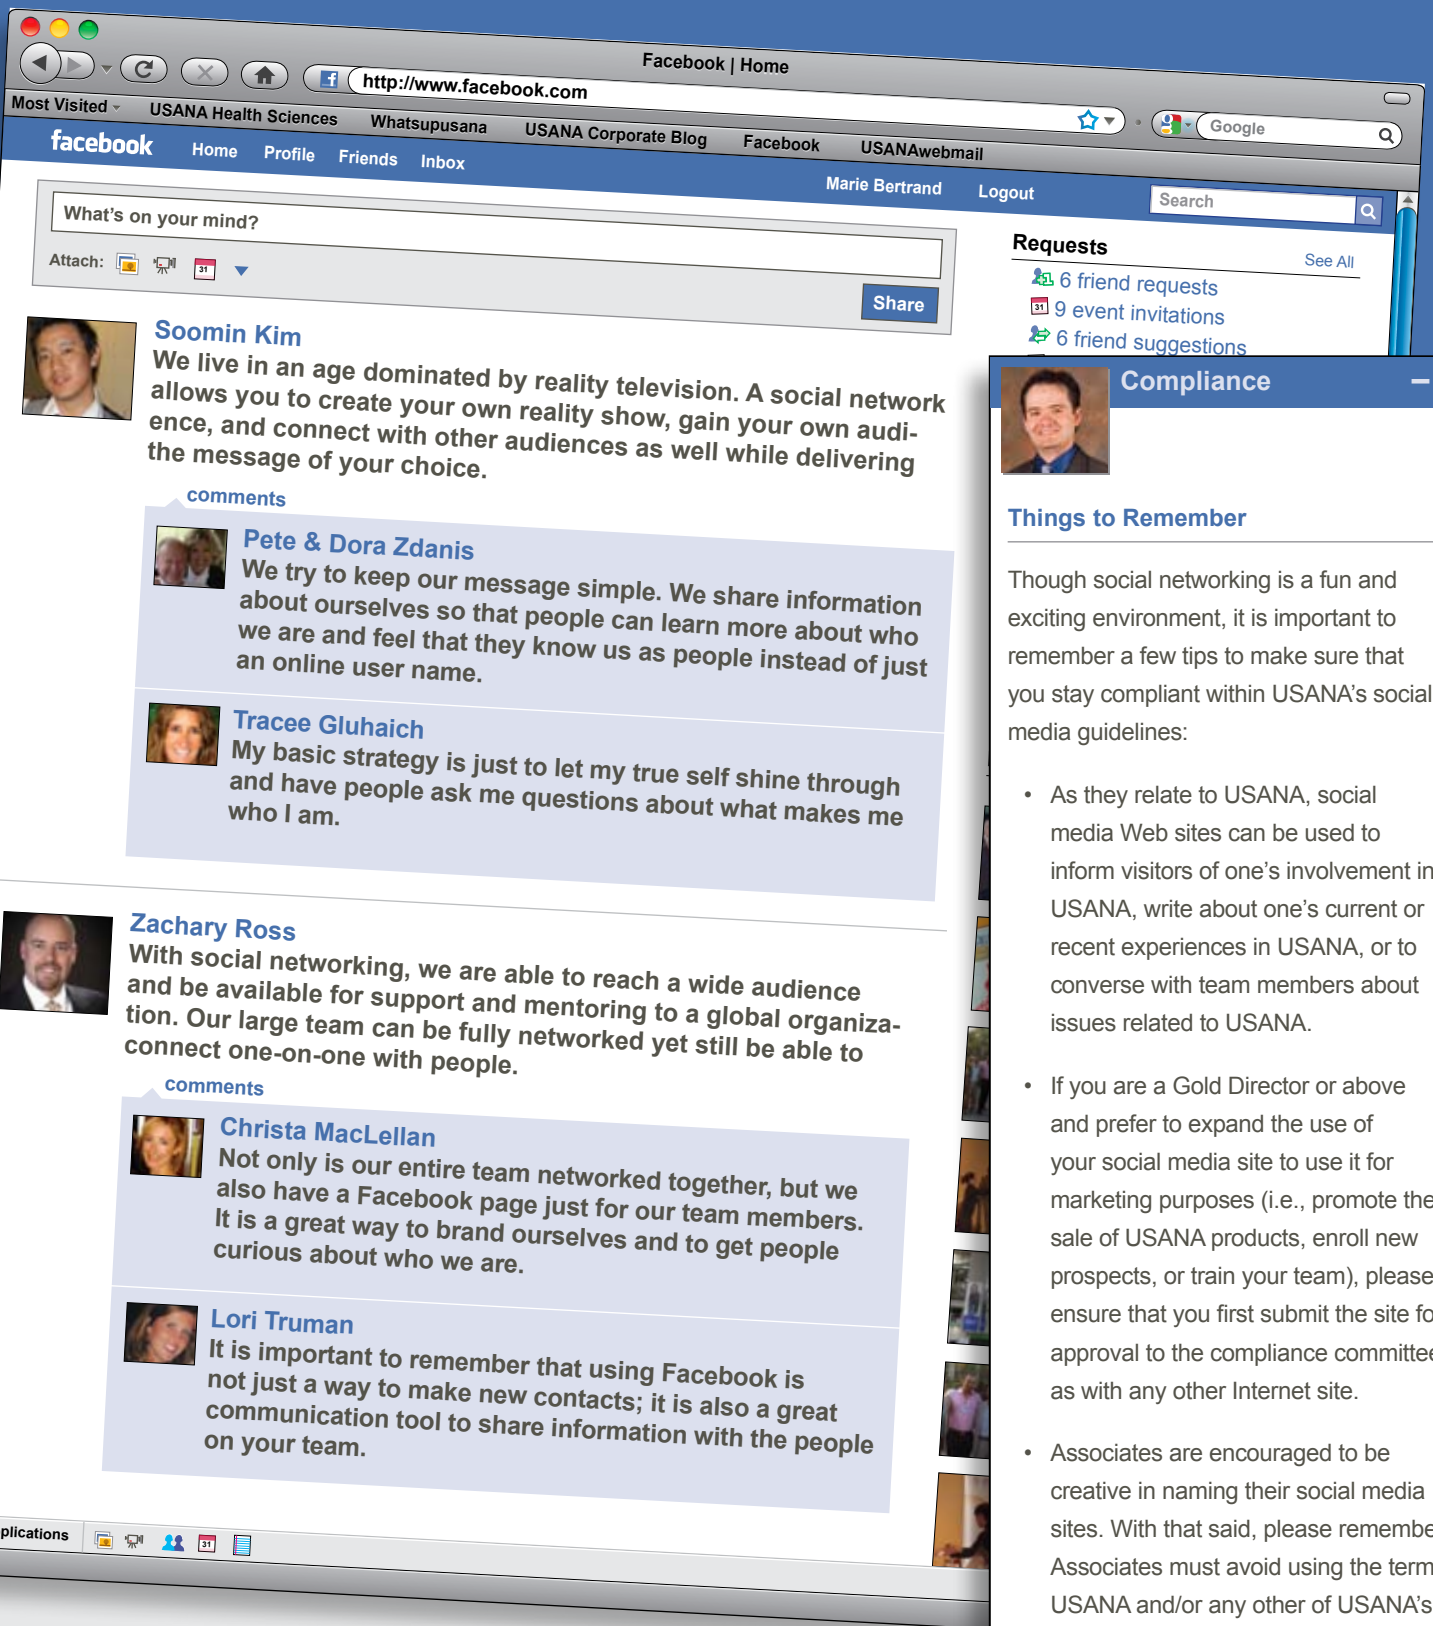 Facebook | Home
http://www.facebook.com
Google
Most Visited
USANA Health Sciences
Whatsupusana
USANA Corporate Blog
Facebook
USANAwebmail
facebook
Home
Profile
Friends
Inbox
Marie Bertrand
Logout
Search
What's on your mind?
Attach:
31
Share
Requests
See All
6 friend requests
31
9 event invitations
6 friend suggestions
Soomin Kim
We live in an age dominated by reality television. A social network
allows you to create your own reality show, gain your own audi-
ence, and connect with other audiences as well while delivering
the message of your choice.
comments
Pete & Dora Zdanis
We try to keep our message simple. We share information
about ourselves so that people can learn more about who
we are and feel that they know us as people instead of just
an online user name.
Tracee Gluhaich
My basic strategy is just to let my true self shine through
and have people ask me questions about what makes me
who I am.
Zachary Ross
With social networking, we are able to reach a wide audience
and be available for support and mentoring to a global organiza-
tion. Our large team can be fully networked yet still be able to
connect one-on-one with people.
comments
Christa MacLellan
Not only is our entire team networked together, but we
also have a Facebook page just for our team members.
It is a great way to brand ourselves and to get people
curious about who we are.
Lori Truman
It is important to remember that using Facebook is
not just a way to make new contacts; it is also a great
communication tool to share information with the people
on your team.
plications
31
Compliance
Things to Remember
Though social networking is a fun and
exciting environment, it is important to
remember a few tips to make sure that
you stay compliant within USANA's social
media guidelines:
• As they relate to USANA, social
media Web sites can be used to
inform visitors of one's involvement in
USANA, write about one's current or
recent experiences in USANA, or to
converse with team members about
issues related to USANA.
• If you are a Gold Director or above
and prefer to expand the use of
your social media site to use it for
marketing purposes (i.e., promote the
sale of USANA products, enroll new
prospects, or train your team), please
ensure that you first submit the site fo
approval to the compliance committee
as with any other Internet site.
• Associates are encouraged to be
creative in naming their social media
sites. With that said, please remembe
Associates must avoid using the term
USANA and/or any other of USANA's